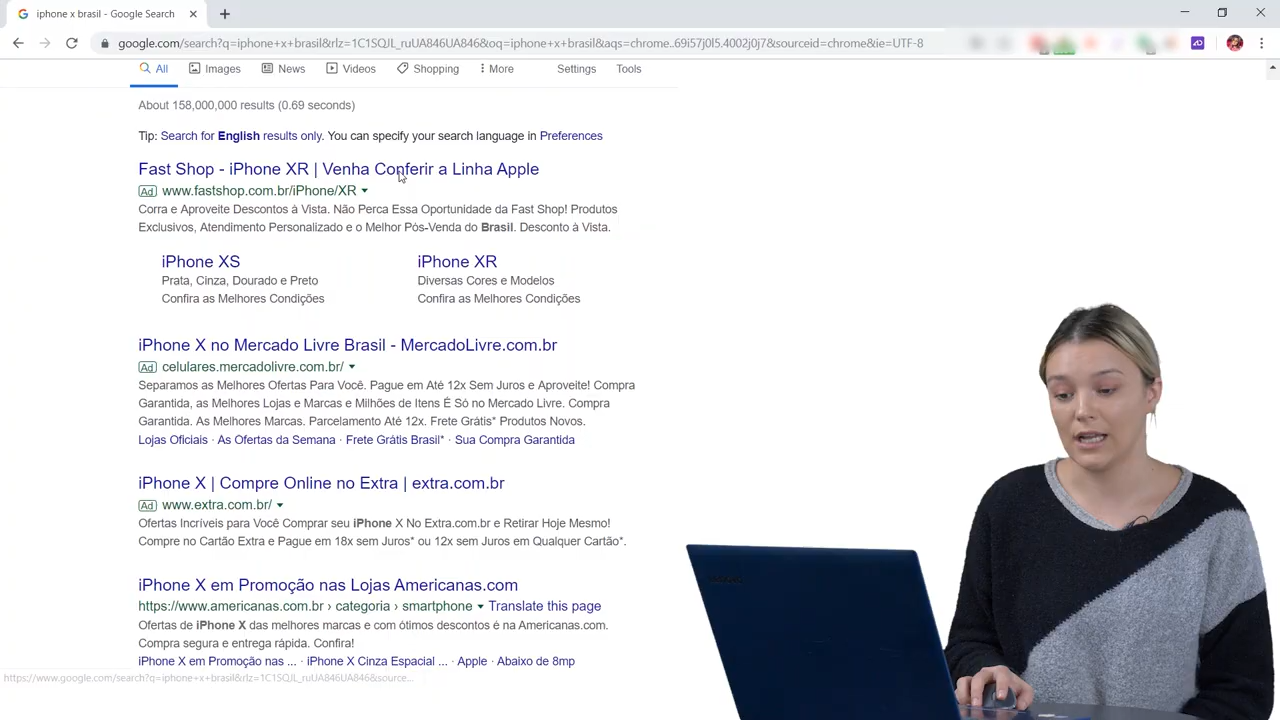 iphone x brasil - Google Search
google.com/search?q=iphone+x+brasil&rlz=1C1SQJL_ruUA846UA846&oq=iphone+x+brasil&aqs=chrome..69i57j0l5.4002j0j7&sourceid=chrome&ie=UTF-8
All Images News Videos Shopping More Settings Tools
About 158,000,000 results (0.69 seconds)
Tip: Search for English results only. You can specify your search language in Preferences
Fast Shop - iPhone XR | Venha Conferir a Linha Apple
Ad www.fastshop.com.br/iPhone/XR
Corra e Aproveite Descontos à Vista. Não Perca Essa Oportunidade da Fast Shop! Produtos
Exclusivos, Atendimento Personalizado e o Melhor Pós-Venda do Brasil. Desconto à Vista.
iPhone XS iPhone XR
Prata, Cinza, Dourado e Preto Diversas Cores e Modelos
Confira as Melhores Condições Confira as Melhores Condições
iPhone X no Mercado Livre Brasil - MercadoLivre.com.br
Ad celulares.mercadolivre.com.br/
Separamos as Melhores Ofertas Para Você. Pague em Até 12x Sem Juros e Aproveite! Compra
Garantida, as Melhores Lojas e Marcas e Milhões de Itens É Só no Mercado Livre. Compra
Garantida. As Melhores Marcas. Parcelamento Até 12x. Frete Grátis* Produtos Novos.
Lojas Oficiais · As Ofertas da Semana · Frete Grátis Brasil* · Sua Compra Garantida
iPhone X | Compre Online no Extra | extra.com.br
Ad www.extra.com.br/
Ofertas Incríveis para Você Comprar seu iPhone X No Extra.com.br e Retirar Hoje Mesmo!
Compre no Cartão Extra e Pague em 18x sem Juros* ou 12x sem Juros em Qualquer Cartão*.
iPhone X em Promoção nas Lojas Americanas.com
https://www.americanas.com.br › categoria › smartphone Translate this page
Ofertas de iPhone X das melhores marcas e com ótimos descontos é na Americanas.com.
Compra segura e entrega rápida. Confira!
iPhone X em Promoção nas ... · iPhone X Cinza Espacial ... · Apple · Abaixo de 8mp
https://www.google.com/search?q=iphone+x+brasil&rlz=1C1SQJL_ruUA846UA846&source...